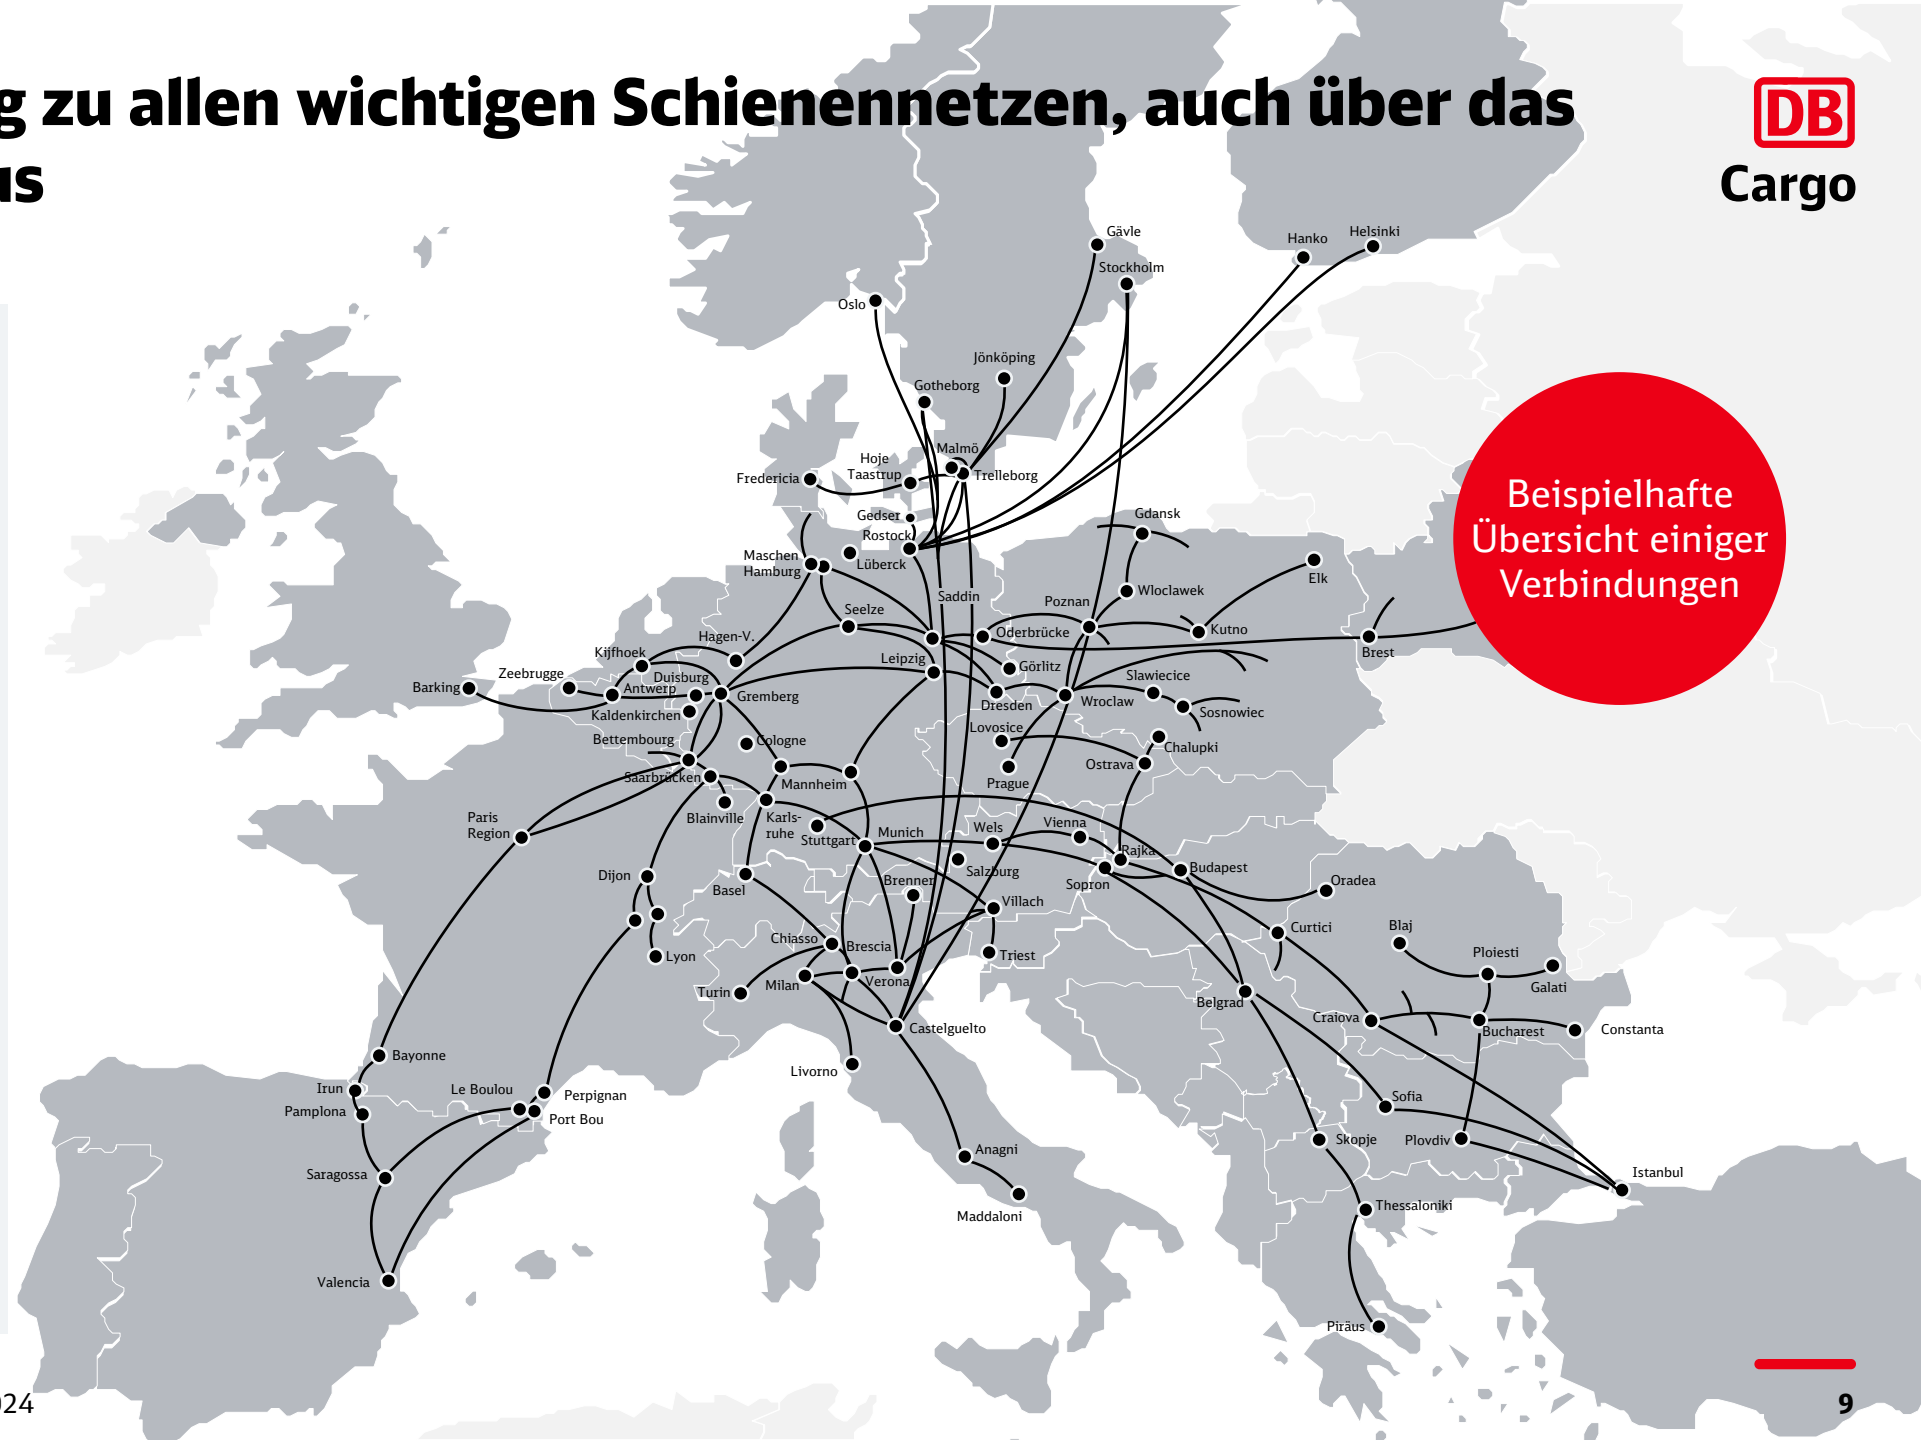 g zu allen wichtigen Schienennetzen, auch über das
us
DB
Cargo
Gävle
Stockholm
Hanko
Helsinki
Oslo
Jönköping
Gotheborg
Malmö
Hoje
Taastrup
Trelleborg
Fredericia
Gedser
Rostock
Gdansk
Maschen
Hamburg
Lüberck
Elk
Saddin
Poznan
Wloclawek
Seelze
Hagen-V.
Oderbrücke
Kutno
Brest
Kijfhoek
Leipzig
Görlitz
Zeebrugge
Duisburg
Barking
Antwerp
Gremberg
Slawiecice
Kaldenkirchen
Dresden
Wroclaw
Sosnowiec
Lovosice
Bettembourg
Cologne
Chalupki
Ostrava
Saarbrücken
Mannheim
Prague
Paris
Region
Blainville
Karls-
ruhe
Stuttgart
Munich
Wels
Vienna
Rajka
Dijon
Basel
Salzburg
Sopron
Budapest
Brenner
Oradea
Villach
Chiasso
Brescia
Curtici
Blaj
Lyon
Triest
Ploiesti
Turin
Milan
Verona
Galati
Belgrad
Craiova
Castelguelto
Bucharest
Constanta
Bayonne
Livorno
Irun
Le Boulou
Perpignan
Pamplona
Port Bou
Sofia
Skopje
Plovdiv
Anagni
Saragossa
Istanbul
Maddaloni
Thessaloniki
Valencia
Piräus
Beispielhafte
Übersicht einiger
Verbindungen
024
9